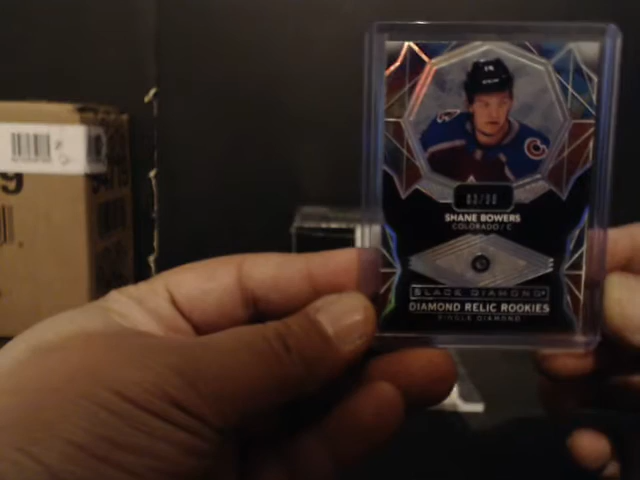 SHANE BOWERS
COLORADO / C
BLACK DIAMOND
DIAMOND RELIC ROOKIES
SINGLE DIAMOND